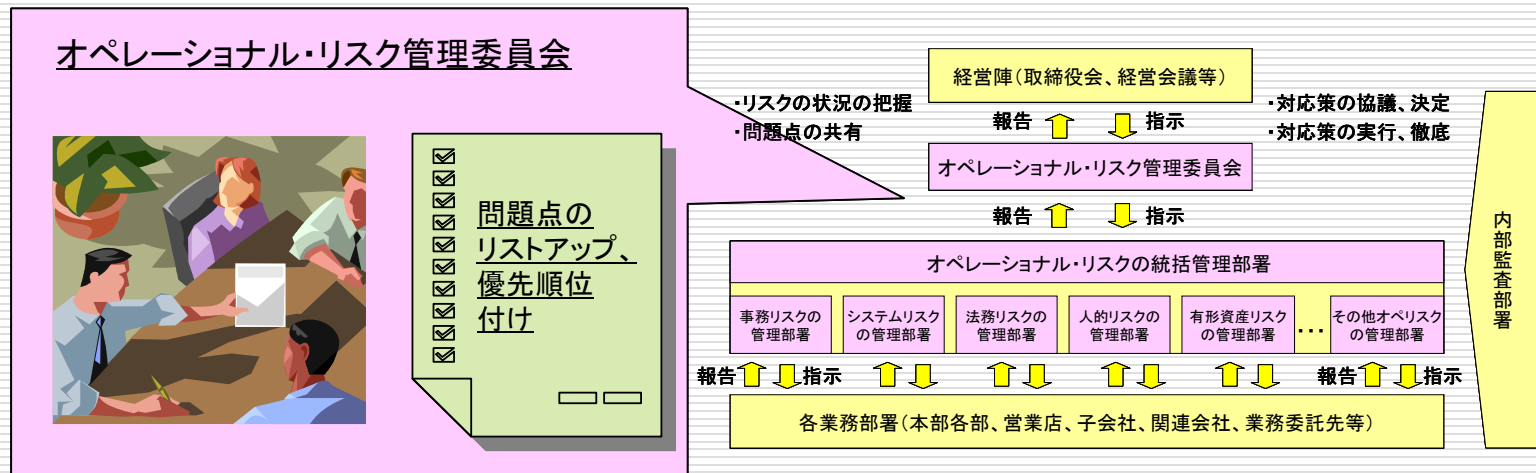 オペレーショナル・リスク管理委員会
問題点の
リストアップ、
優先順位
付け
・リスクの状況の把握
・問題点の共有
経営陣（取締役会、経営会議等）
報告
指示
・対応策の協議、決定
・対応策の実行、徹底
オペレーショナル・リスク管理委員会
報告
指示
オペレーショナル・リスクの統括管理部署
事務リスクの
管理部署
システムリスク
の管理部署
法務リスクの
管理部署
人的リスクの
管理部署
有形資産リスク
の管理部署
…
その他オペリスク
の管理部署
報告
指示
報告
指示
各業務部署（本部各部、営業店、子会社、関連会社、業務委託先等）
内部監査部署